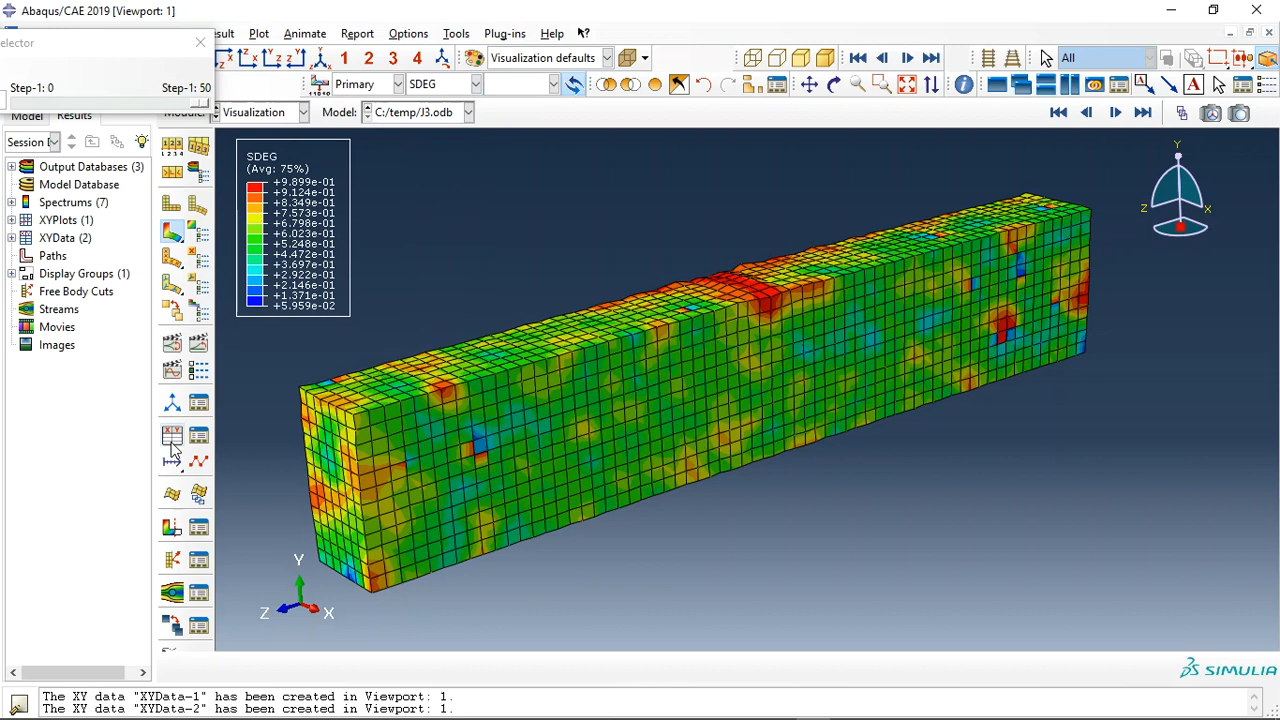 Abaqus/CAE 2019 [Viewport: 1]
Plot Animate Report Options Tools Plug-ins Help
elector
Step-1: 0 Step-1: 50
1 2 3 4
Visualization defaults
All
Primary SDEG
Model Results
Visualization Model: C:/temp/J3.odb
Session
Output Databases (3)
Model Database
Spectrums (7)
XYPlots (1)
XYData (2)
Paths
Display Groups (1)
Free Body Cuts
Streams
Movies
Images
SDEG
(Avg: 75%)
+9.899e-01
+9.124e-01
+8.349e-01
+7.573e-01
+6.798e-01
+6.023e-01
+5.248e-01
+4.472e-01
+3.697e-01
+2.922e-01
+2.146e-01
+1.371e-01
+5.959e-02
Y
Z X
Y
Z X
SIMULIA
The XY data "XYData-1" has been created in Viewport: 1.
The XY data "XYData-2" has been created in Viewport: 1.